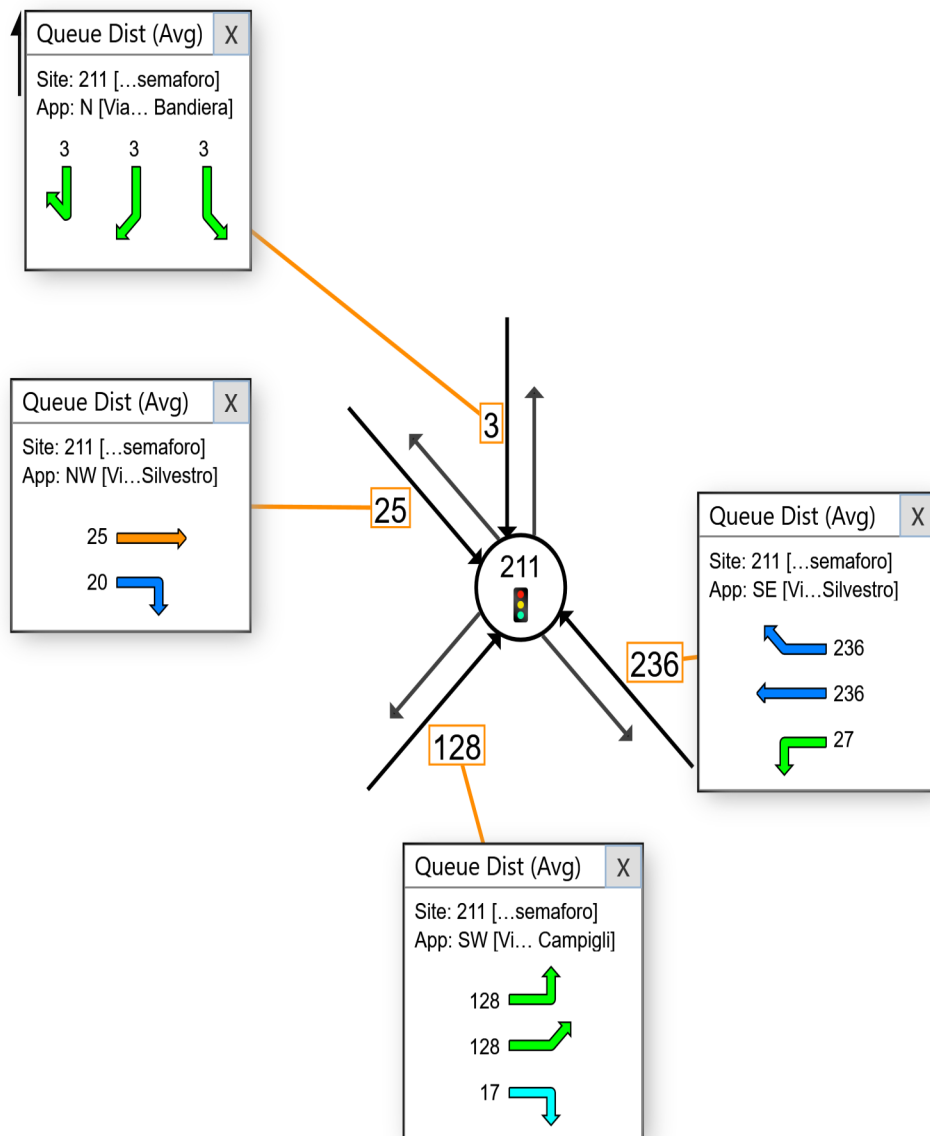 Queue Dist (Avg) X
Site: 211 [...semaforo]
App: N [Via... Bandiera]
3 3 3
3
Queue Dist (Avg) X
Site: 211 [...semaforo]
App: NW [Vi...Silvestro]
25
20
25
211
Queue Dist (Avg) X
Site: 211 [...semaforo]
App: SE [Vi...Silvestro]
236
236
27
236
128
Queue Dist (Avg) X
Site: 211 [...semaforo]
App: SW [Vi... Campigli]
128
128
17